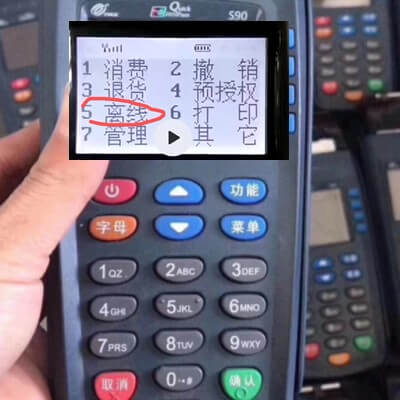 PAX Quick S90
1 消费 2 撤 销
3 退货 4 预授权
5 离线 6 打 印
7 管理 8 其 它
功能
字母 菜单
1QZ. 2ABC 3DEF
4GHI 5JKL 6MNO
7PRS 8TUV 9WXY
取消 0·→·# 确认